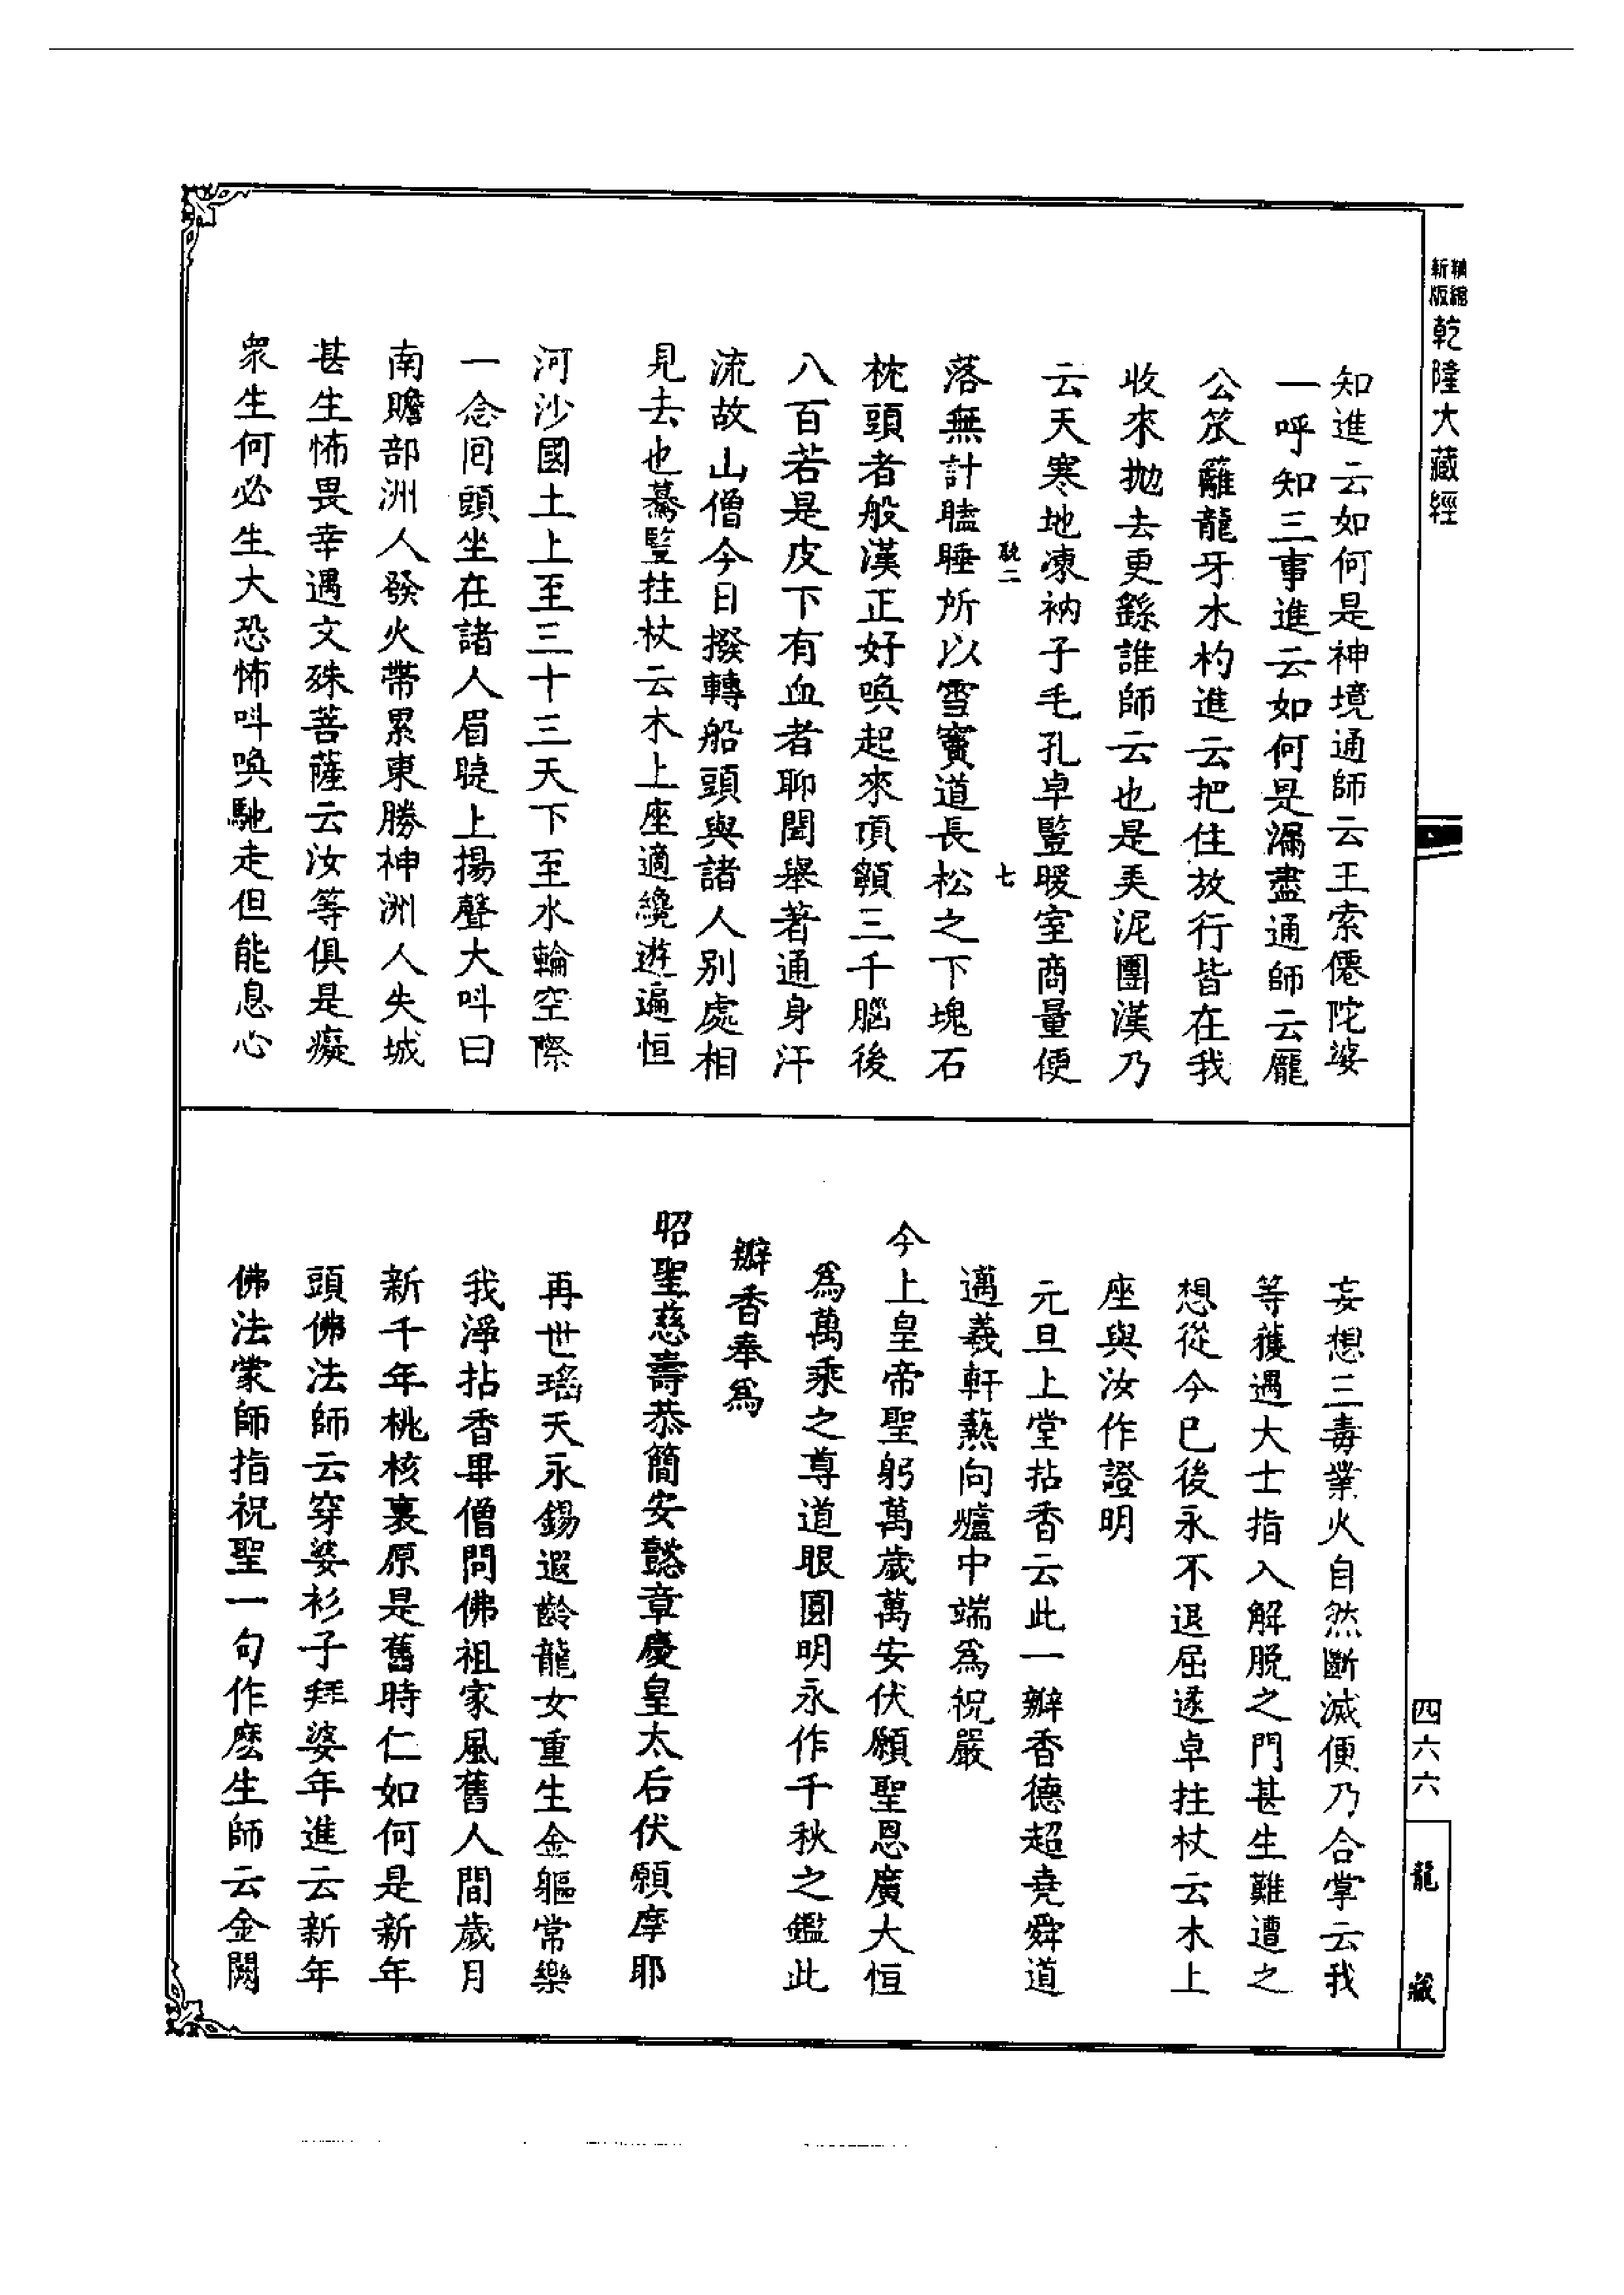 精縮
新版
乾隆大藏經
知進云如何是神境通師云王索僊陀婆
一呼知三事進云如何是漏盡通師云龐
公笊籬龍牙木杓進云把住放行皆在我
收來拋去更繇誰師云也是弄泥團漢乃
云天寒地凍衲子毛孔卓豎暖室商量便
耽二 七
落無計瞌睡所以雪竇道長松之下塊石
枕頭者般漢正好喚起來頂𩕳三千腦後
八百若是皮下有血者聊聞舉著通身汗
流故山僧今日撥轉船頭與諸人別處相
見去也驀豎拄杖云木上座適纔遊遍恒
河沙國土上至三十三天下至水輪空際
一念囘頭坐在諸人眉睫上揚聲大呌曰
南贍部洲人發火帶累東勝神洲人失城
甚生怖畏幸遇文殊菩薩云汝等俱是癡
衆生何必生大恐怖呌喚馳走但能息心
妄想三毒業火自然斷滅便乃合掌云我
等獲遇大士指入解脫之門甚生難遭之
想從今已後永不退屈遂卓拄杖云木上
座與汝作證明
元旦上堂拈香云此一瓣香德超堯舜道
邁羲軒爇向爐中端爲祝嚴
今上皇帝聖躬萬歲萬安伏願聖恩廣大恒
爲萬乘之尊道眼圓明永作千秋之鑑此
瓣香奉爲
昭聖慈壽恭簡安懿章慶皇太后伏願摩耶
再世瑤天永錫遐齡龍女重生金軀常樂
我淨拈香畢僧問佛祖家風舊人間歲月
新千年桃核裏原是舊時仁如何是新年
頭佛法師云穿婆衫子拜婆年進云新年
佛法蒙師指祝聖一句作麽生師云金闕
四六六
龍藏